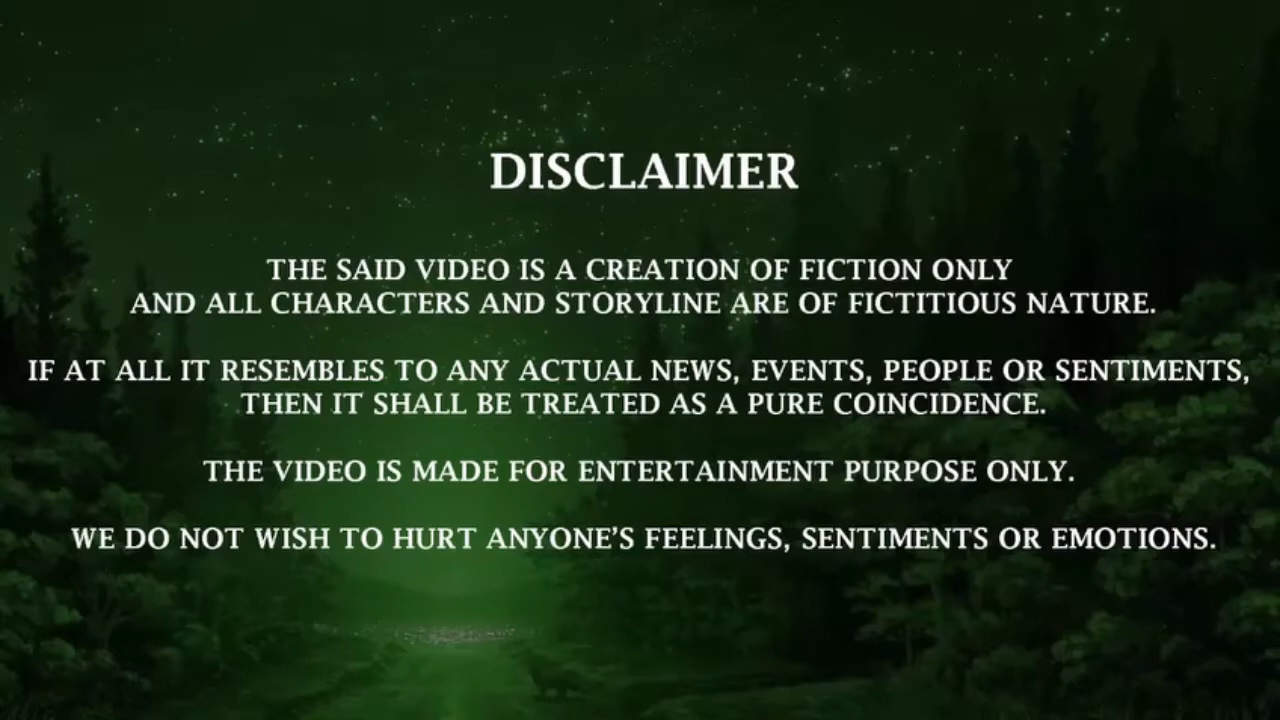 DISCLAIMER
THE SAID VIDEO IS A CREATION OF FICTION ONLY
AND ALL CHARACTERS AND STORYLINE ARE OF FICTITIOUS NATURE.
IF AT ALL IT RESEMBLES TO ANY ACTUAL NEWS, EVENTS, PEOPLE OR SENTIMENTS,
THEN IT SHALL BE TREATED AS A PURE COINCIDENCE.
THE VIDEO IS MADE FOR ENTERTAINMENT PURPOSE ONLY.
WE DO NOT WISH TO HURT ANYONE'S FEELINGS, SENTIMENTS OR EMOTIONS.